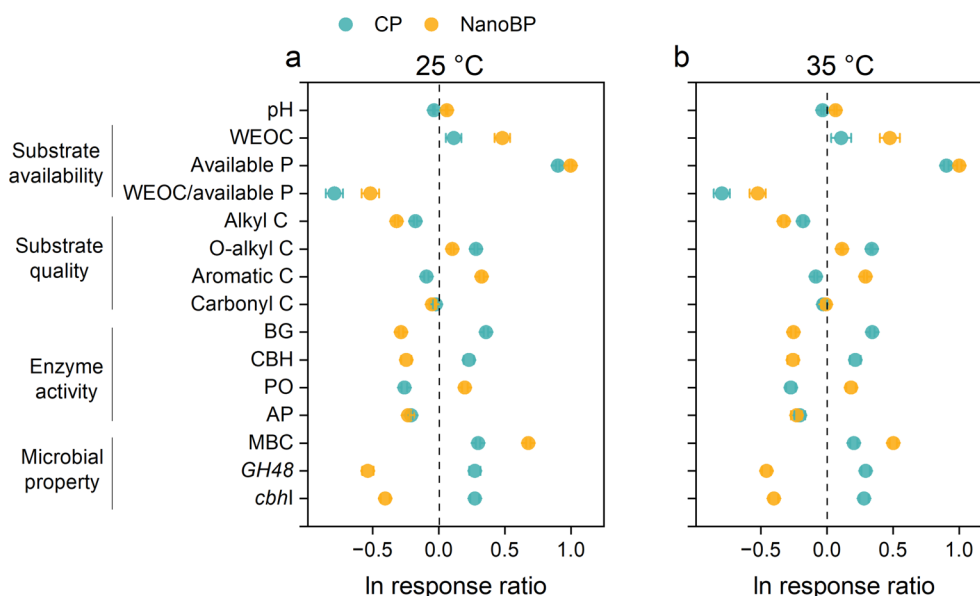 CP NanoBP
a 25 °C b 35 °C
pH
WEOC
Substrate availability
Available P
WEOC/available P
Alkyl C
Substrate quality
O-alkyl C
Aromatic C
Carbonyl C
BG
Enzyme activity
CBH
PO
AP
MBC
Microbial property
GH48
cbhI
−0.5 0.0 0.5 1.0 −0.5 0.0 0.5 1.0
ln response ratio ln response ratio